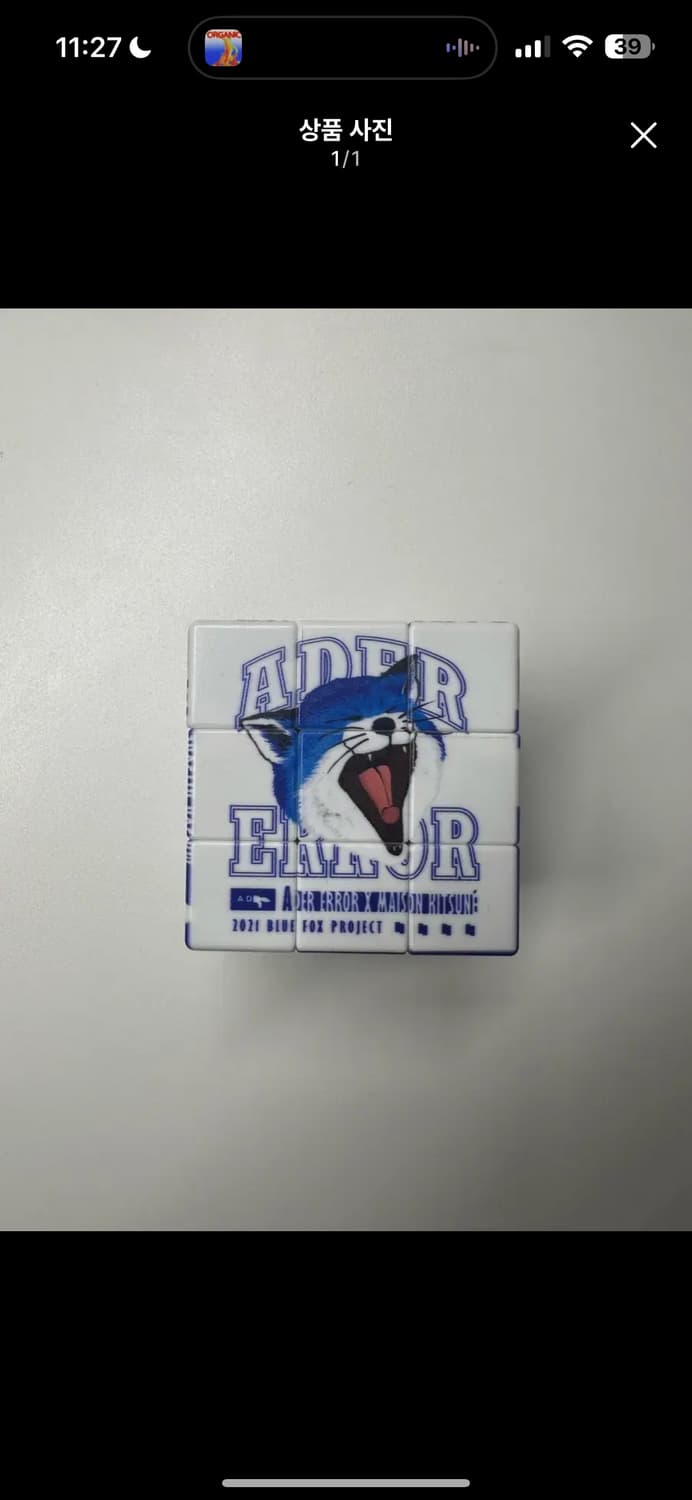 11:27
ORGANIC
39
상품 사진
1/1
ADER
ERROR
ADER ERROR X MAISON KITSUNÉ
2021 BLUE FOX PROJECT